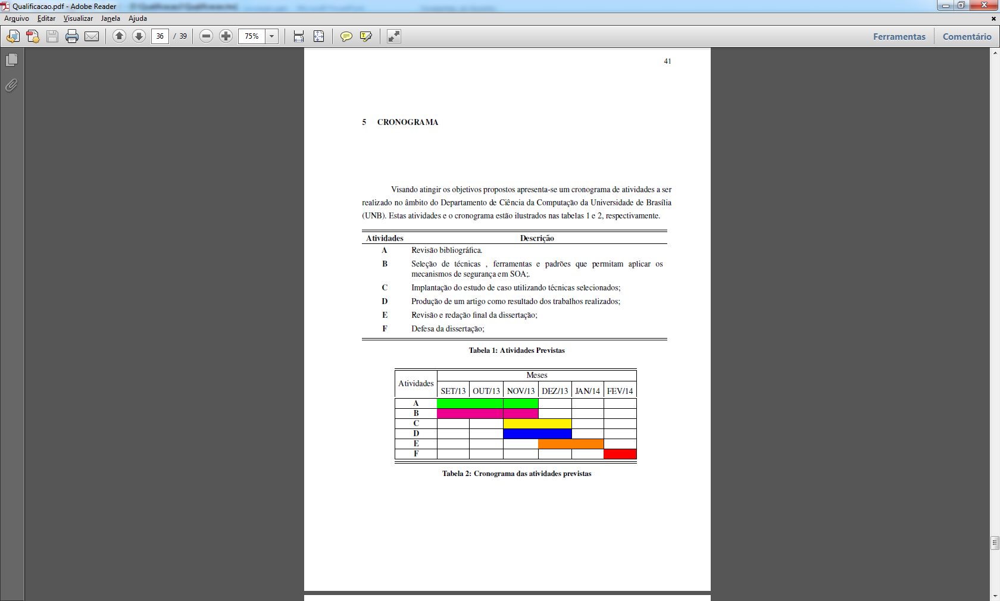 Qualificacao.pdf - Adobe Reader
Arquivo Editar Visualizar Janela Ajuda
36 / 39 75% Ferramentas Comentário
41
5 CRONOGRAMA
Visando atingir os objetivos propostos apresenta-se um cronograma de atividades a ser
realizado no âmbito do Departamento de Ciência da Computação da Universidade de Brasília
(UNB). Estas atividades e o cronograma estão ilustrados nas tabelas 1 e 2, respectivamente.
Atividades Descrição
A Revisão bibliográfica.
B Seleção de técnicas , ferramentas e padrões que permitam aplicar os
mecanismos de segurança em SOA;.
C Implantação do estudo de caso utilizando técnicas selecionados;
D Produção de um artigo como resultado dos trabalhos realizados;
E Revisão e redação final da dissertação;
F Defesa da dissertação;
Tabela 1: Atividades Previstas
Meses
Atividades
SET/13 OUT/13 NOV/13 DEZ/13 JAN/14 FEV/14
A
B
C
D
E
F
Tabela 2: Cronograma das atividades previstas